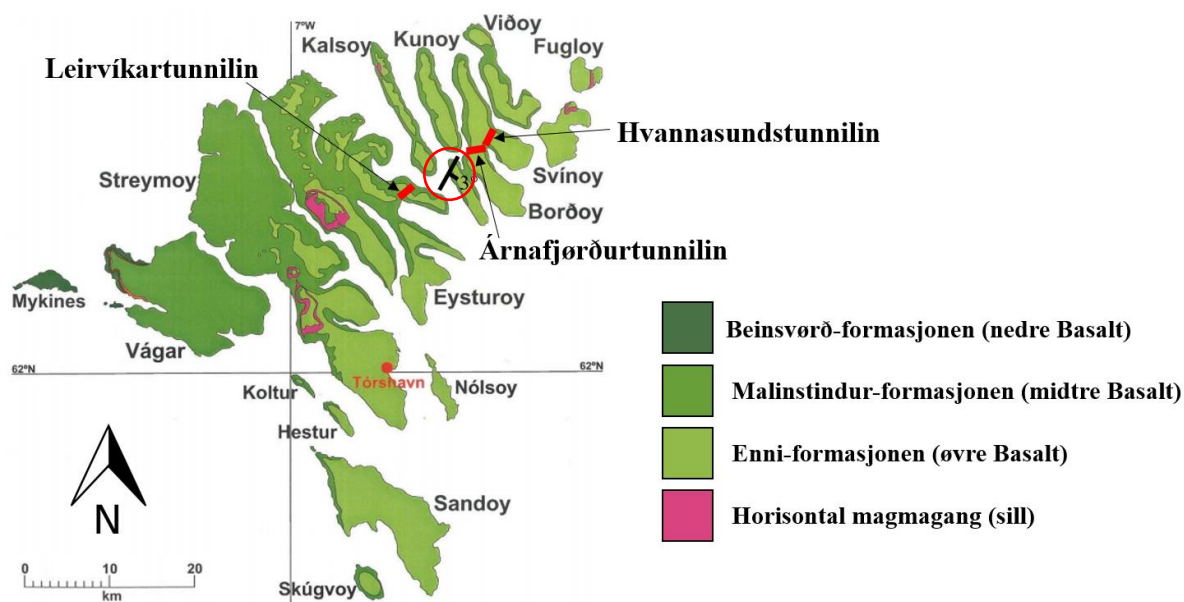 7°W
Viðoy
Kalsoy
Kunoy
Fugloy
Leirvíkartunnilin
Hvannasundstunnilin
Streymoy
3°
Svínoy
Borðoy
Árnafjørðurtunnilin
Mykines
Eysturoy
Vágar
Beinsvørð-formasjonen (nedre Basalt)
62°N
Tórshavn
62°N
Koltur
Nólsoy
Malinstindur-formasjonen (midtre Basalt)
Hestur
Enni-formasjonen (øvre Basalt)
N
Sandoy
Horisontal magmagang (sill)
0 10 20
km
Skúgvoy